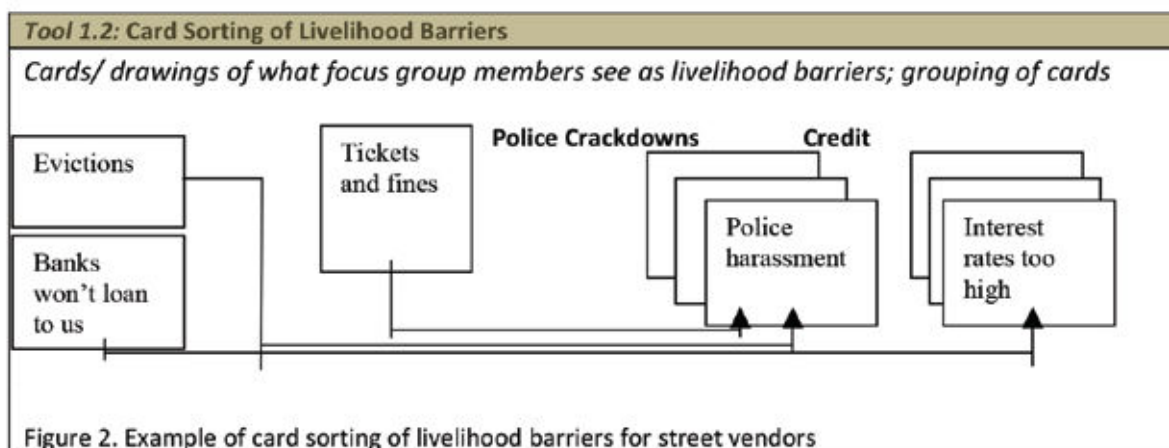 Tool 1.2: Card Sorting of Livelihood Barriers
Cards/ drawings of what focus group members see as livelihood barriers; grouping of cards
Evictions
Banks
won't loan
to us
Tickets
and fines
Police Crackdowns
Police
harassment
Credit
Interest
rates too
high
Figure 2. Example of card sorting of livelihood barriers for street vendors